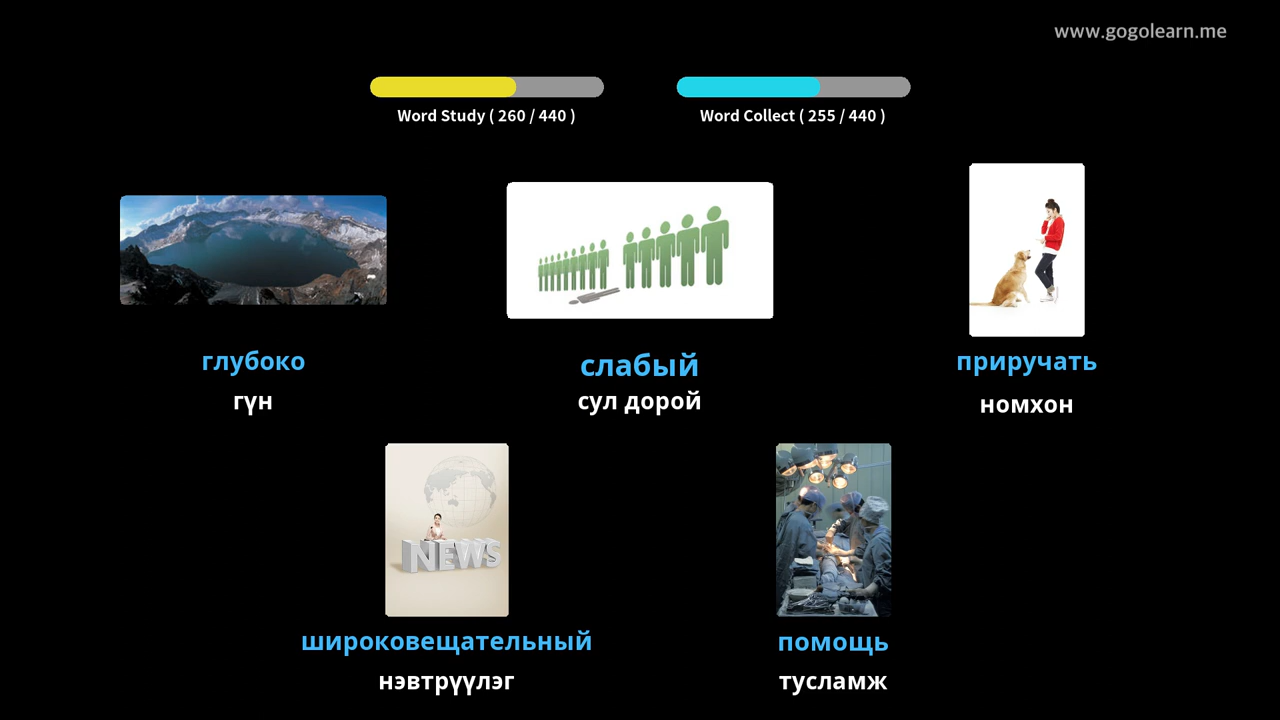 www.gogolearn.me
Word Study ( 260 / 440 )
Word Collect ( 255 / 440 )
глубоко
гүн
слабый
сул дорой
приручать
номхон
NEWS
широковещательный
нэвтрүүлэг
помощь
тусламж